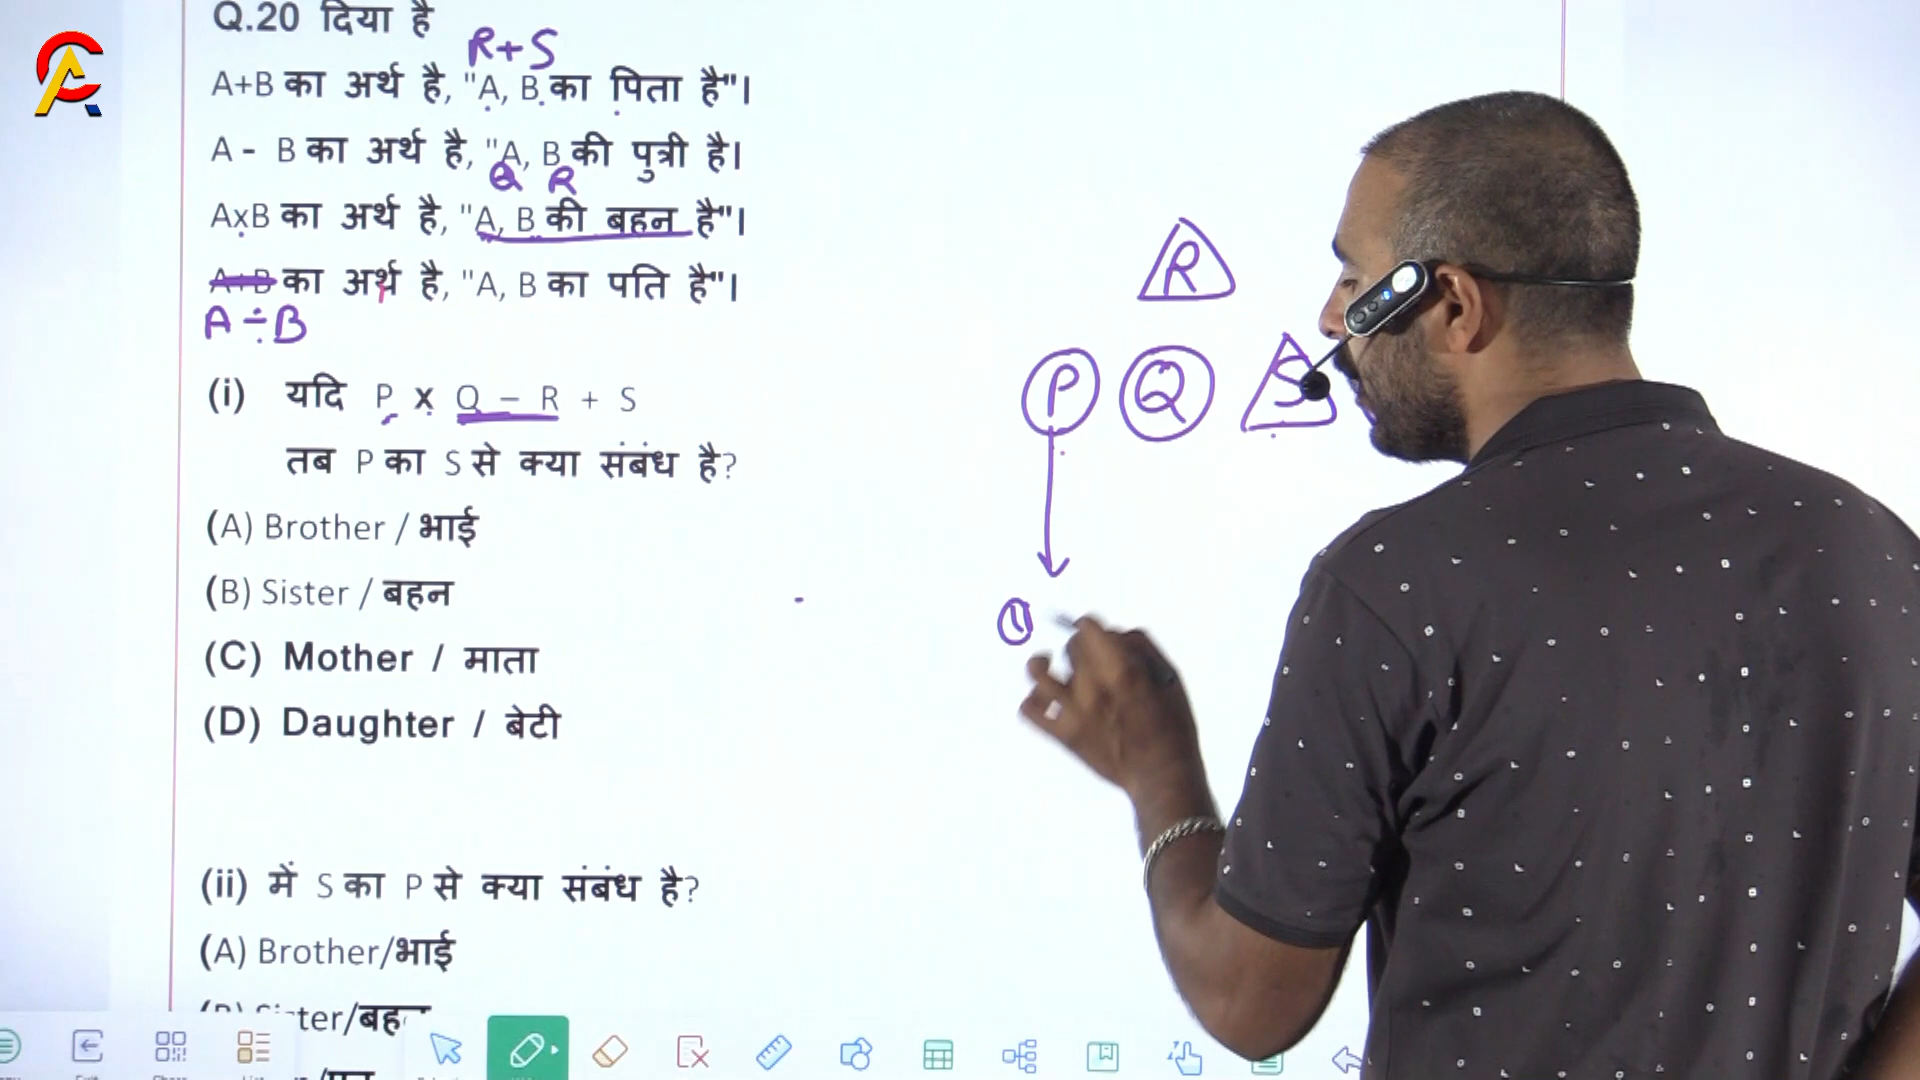 Q.20 दिया है
R+S
A+B का अर्थ है, "A, B का पिता है"।
A - B का अर्थ है, "A, B की पुत्री है।
Q R
AxB का अर्थ है, "A, B की बहन है"।
A+B का अर्थ है, "A, B का पति है"।
A ÷ B
(i) यदि P x Q – R + S
तब P का S से क्या संबंध है?
(A) Brother / भाई
(B) Sister / बहन
(C) Mother / माता
(D) Daughter / बेटी
(ii) में S का P से क्या संबंध है?
(A) Brother/भाई
R
P Q S